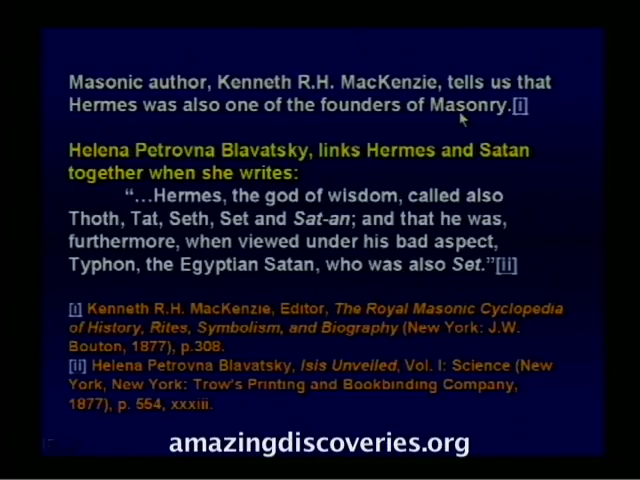 Masonic author, Kenneth R.H. MacKenzie, tells us that
Hermes was also one of the founders of Masonry.[i]
Helena Petrovna Blavatsky, links Hermes and Satan
together when she writes:
“…Hermes, the god of wisdom, called also
Thoth, Tat, Seth, Set and Sat-an; and that he was,
furthermore, when viewed under his bad aspect,
Typhon, the Egyptian Satan, who was also Set.”[ii]
[i] Kenneth R.H. MacKenzie, Editor, The Royal Masonic Cyclopedia
of History, Rites, Symbolism, and Biography (New York: J.W.
Bouton, 1877), p.308.
[ii] Helena Petrovna Blavatsky, Isis Unveiled, Vol. I: Science (New
York, New York: Trow's Printing and Bookbinding Company,
1877), p. 554, xxxiii.
amazingdiscoveries.org